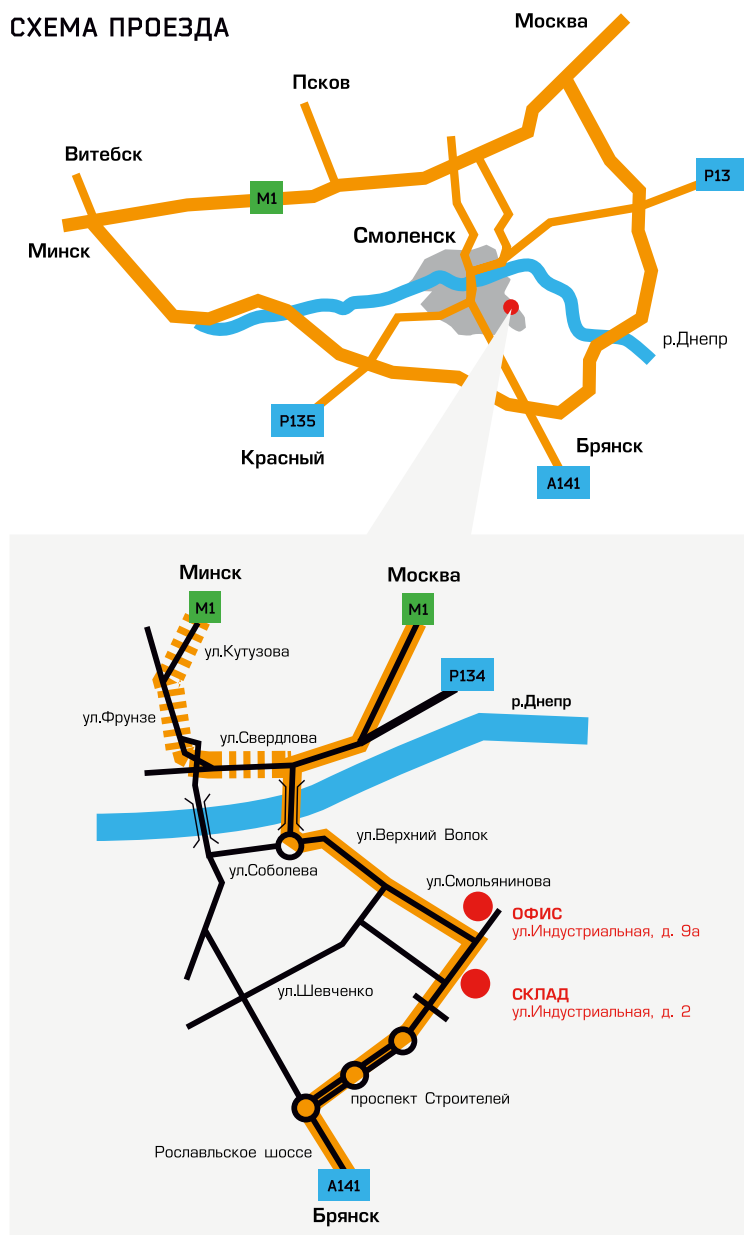 СХЕМА ПРОЕЗДА
Москва
Псков
Витебск
М1
Р13
Минск
Смоленск
р.Днепр
Р135
Красный
Брянск
А141
Минск
Москва
М1
М1
ул.Кутузова
Р134
р.Днепр
ул.Фрунзе
ул.Свердлова
ул.Верхний Волок
ул.Соболева
ул.Смольянинова
ОФИС
ул.Индустриальная, д. 9а
ул.Шевченко
СКЛАД
ул.Индустриальная, д. 2
проспект Строителей
Рославльское шоссе
А141
Брянск